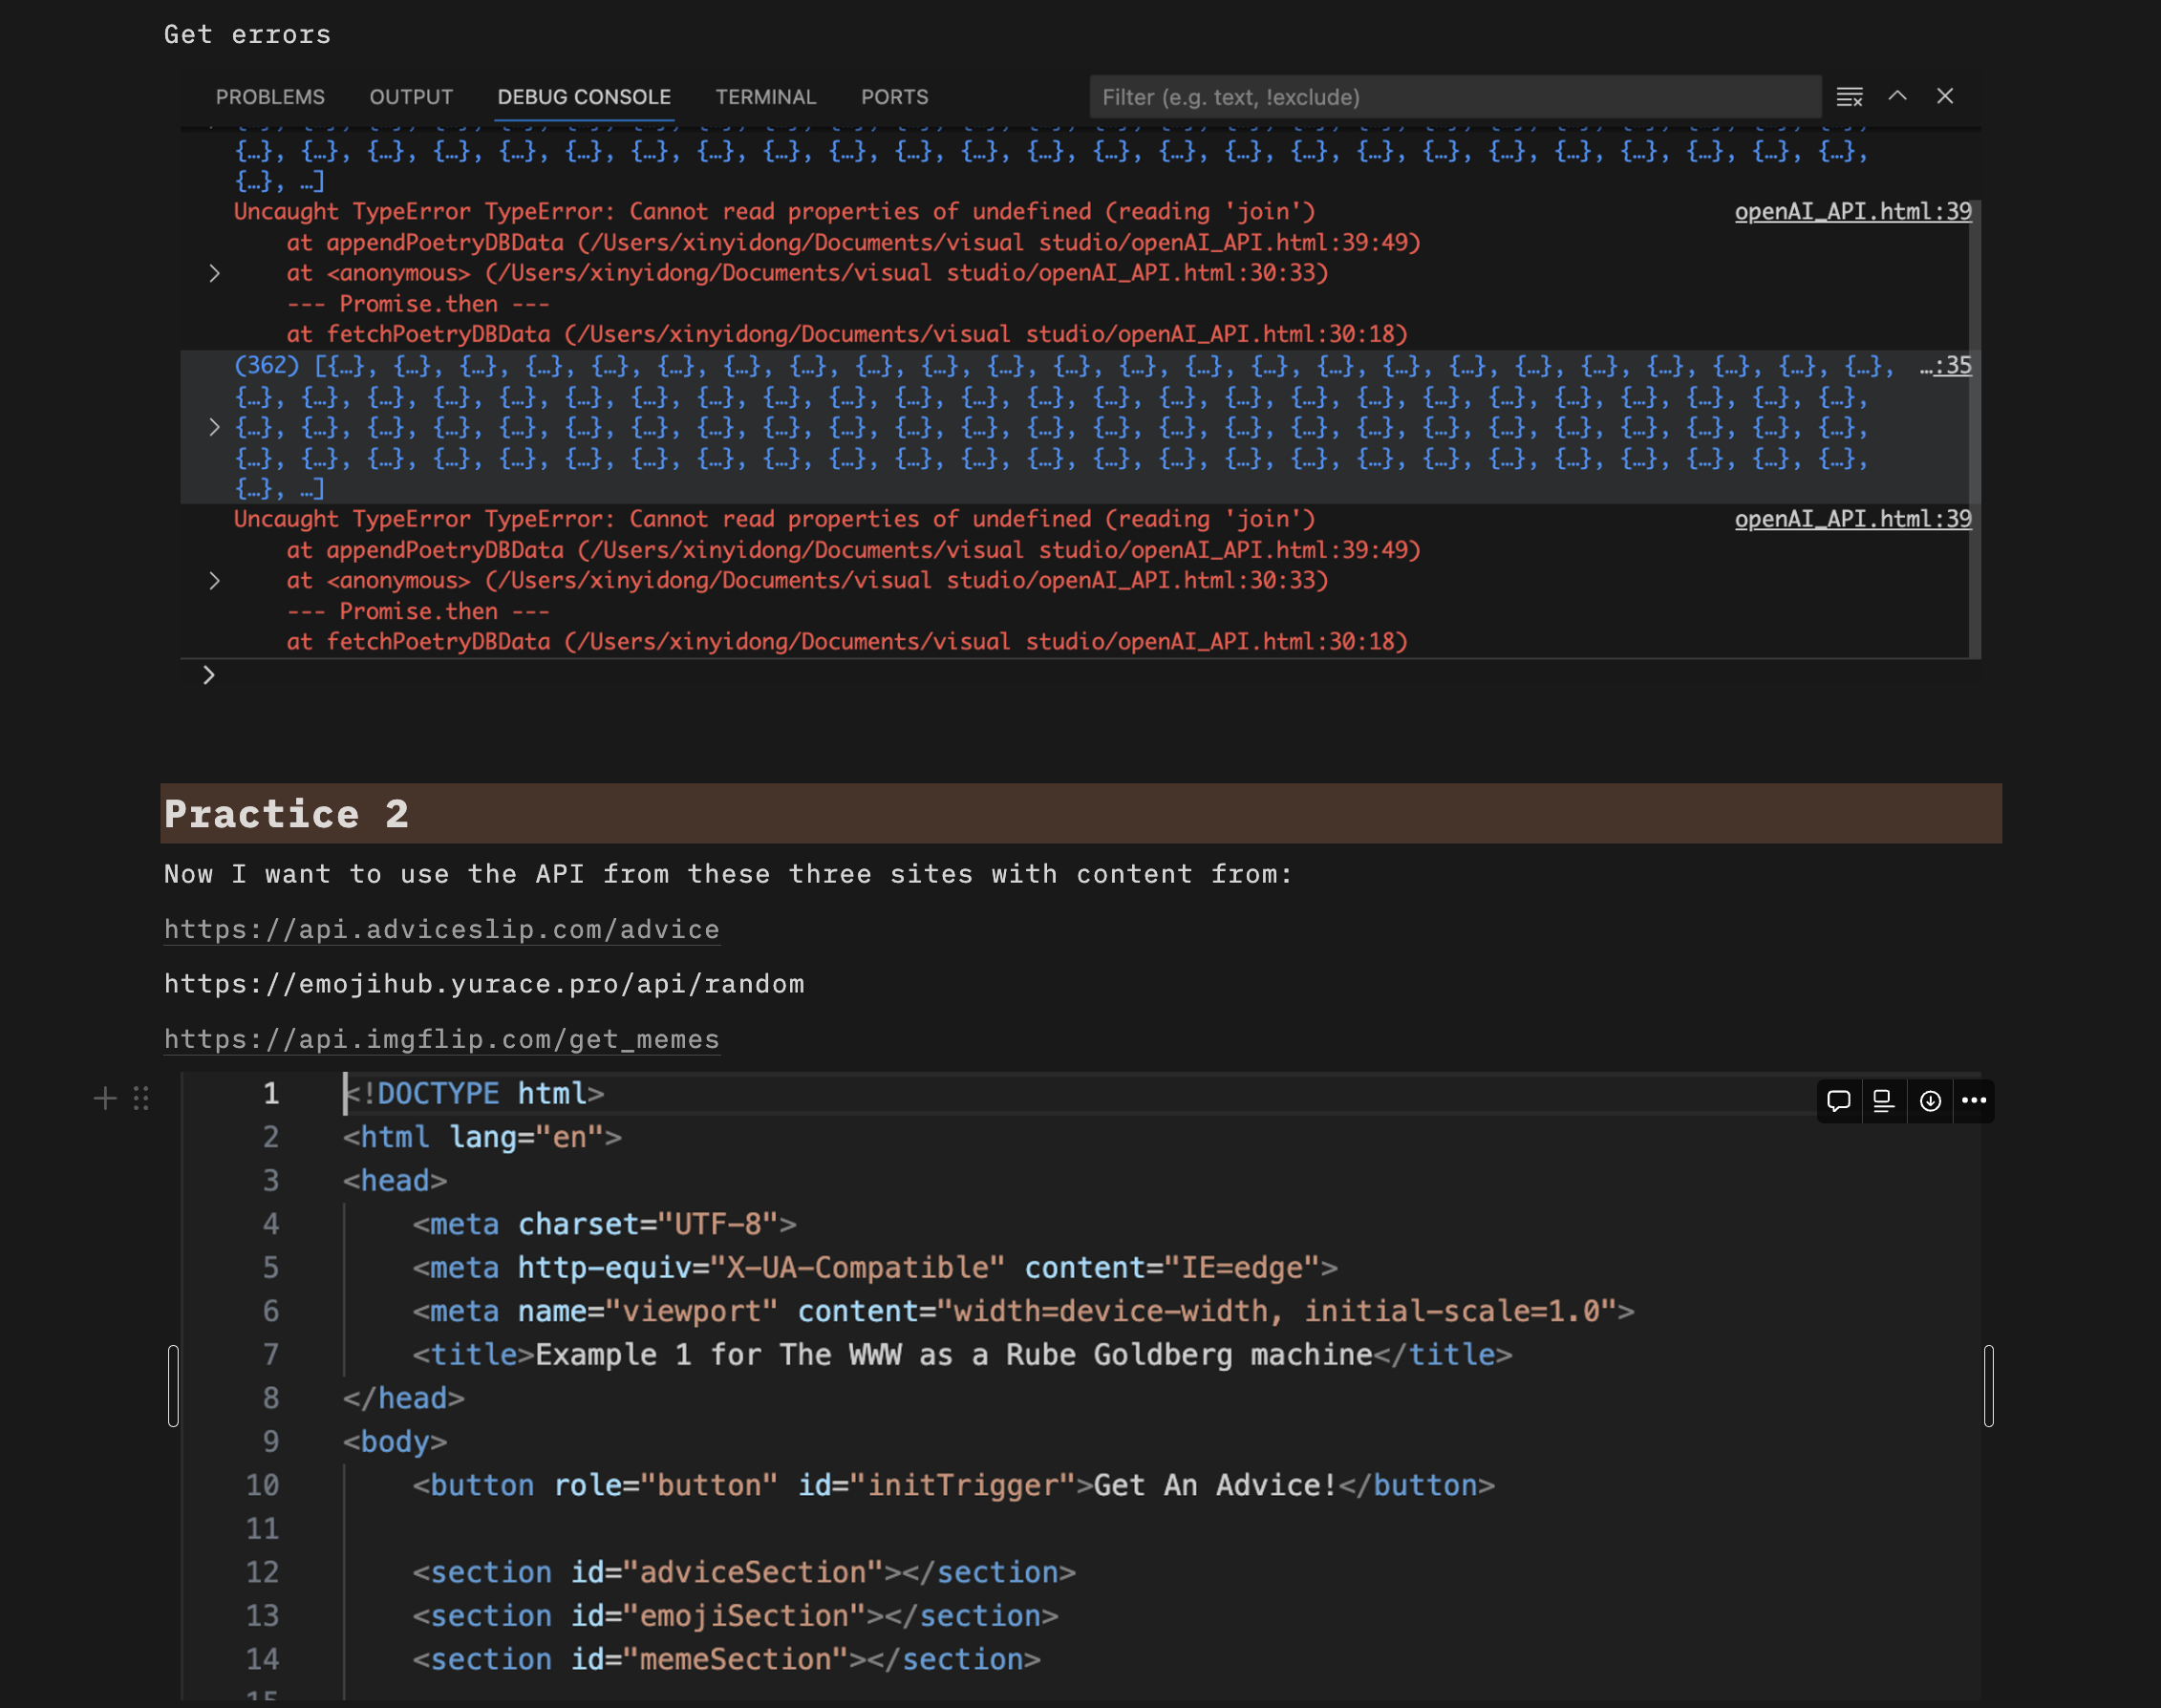 Get errors
PROBLEMS OUTPUT DEBUG CONSOLE TERMINAL PORTS Filter (e.g. text, !exclude)
{…}, {…}, {…}, {…}, {…}, {…}, {…}, {…}, {…}, {…}, {…}, {…}, {…}, {…}, {…}, {…}, {…}, {…}, {…}, {…}, {…}, {…}, {…}, {…}, {…},
{…}, …]
Uncaught TypeError TypeError: Cannot read properties of undefined (reading 'join') openAI_API.html:39
at appendPoetryDBData (/Users/xinyidong/Documents/visual studio/openAI_API.html:39:49)
at <anonymous> (/Users/xinyidong/Documents/visual studio/openAI_API.html:30:33)
--- Promise.then ---
at fetchPoetryDBData (/Users/xinyidong/Documents/visual studio/openAI_API.html:30:18)
(362) [{…}, {…}, {…}, {…}, {…}, {…}, {…}, {…}, {…}, {…}, {…}, {…}, {…}, {…}, {…}, {…}, {…}, {…}, {…}, {…}, {…}, {…}, {…}, {…}, …:35
{…}, {…}, {…}, {…}, {…}, {…}, {…}, {…}, {…}, {…}, {…}, {…}, {…}, {…}, {…}, {…}, {…}, {…}, {…}, {…}, {…}, {…}, {…}, {…}, {…},
{…}, {…}, {…}, {…}, {…}, {…}, {…}, {…}, {…}, {…}, {…}, {…}, {…}, {…}, {…}, {…}, {…}, {…}, {…}, {…}, {…}, {…}, {…}, {…}, {…},
{…}, {…}, {…}, {…}, {…}, {…}, {…}, {…}, {…}, {…}, {…}, {…}, {…}, {…}, {…}, {…}, {…}, {…}, {…}, {…}, {…}, {…}, {…}, {…}, {…},
{…}, …]
Uncaught TypeError TypeError: Cannot read properties of undefined (reading 'join') openAI_API.html:39
at appendPoetryDBData (/Users/xinyidong/Documents/visual studio/openAI_API.html:39:49)
at <anonymous> (/Users/xinyidong/Documents/visual studio/openAI_API.html:30:33)
--- Promise.then ---
at fetchPoetryDBData (/Users/xinyidong/Documents/visual studio/openAI_API.html:30:18)
Practice 2
Now I want to use the API from these three sites with content from:
https://api.adviceslip.com/advice
https://emojihub.yurace.pro/api/random
https://api.imgflip.com/get_memes
1 <!DOCTYPE html>
2 <html lang="en">
3 <head>
4 <meta charset="UTF-8">
5 <meta http-equiv="X-UA-Compatible" content="IE=edge">
6 <meta name="viewport" content="width=device-width, initial-scale=1.0">
7 <title>Example 1 for The WWW as a Rube Goldberg machine</title>
8 </head>
9 <body>
10 <button role="button" id="initTrigger">Get An Advice!</button>
11
12 <section id="adviceSection"></section>
13 <section id="emojiSection"></section>
14 <section id="memeSection"></section>
15